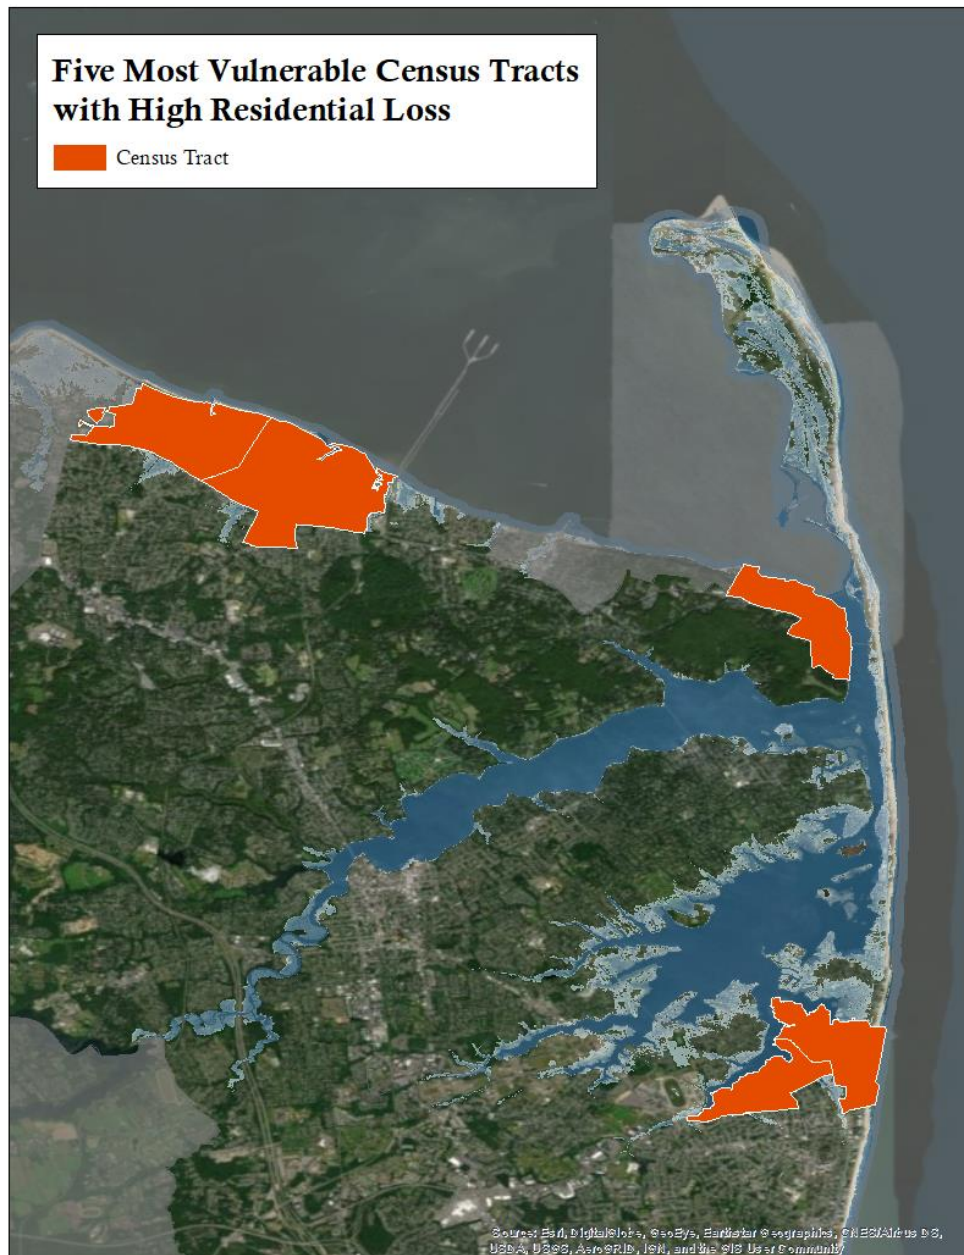 Five Most Vulnerable Census Tracts
with High Residential Loss
Census Tract
Source: Esri, DigitalGlobe, GeoEye, Earthstar Geographics, CNES/Airbus DS,
USDA, USGS, AeroGRID, IGN, and the GIS User Community